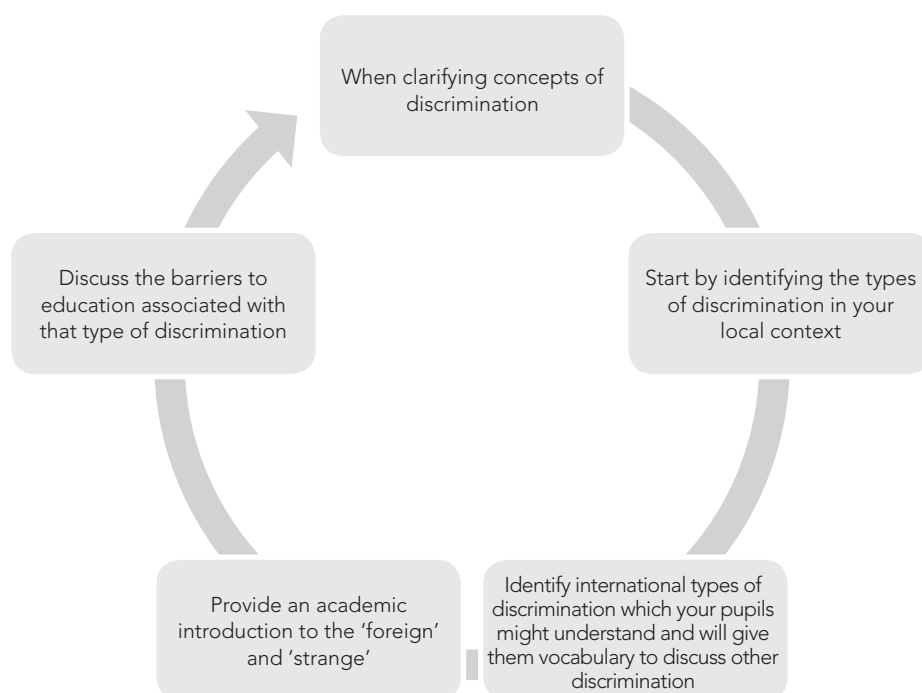 When clarifying concepts of
discrimination
Start by identifying the types
of discrimination in your
local context
Identify international types of
discrimination which your pupils
might understand and will give
them vocabulary to discuss other
discrimination
Provide an academic
introduction to the ‘foreign’
and ‘strange’
Discuss the barriers to
education associated with
that type of discrimination